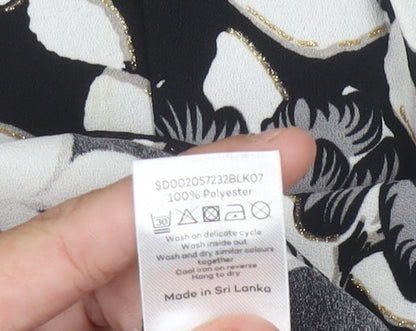 SD002057232BLK07
100% Polyester
30
Wash on delicate cycle
Wash inside out
Wash and dry similar colours
together
Cool iron on reverse
Hang to dry
Made in Sri Lanka